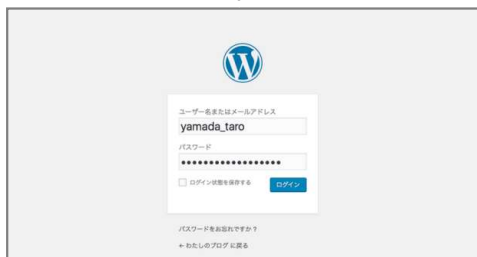 ユーザー名またはメールアドレス
yamada_taro
パスワード
••••••••••••••••••
ログイン状態を保存する
ログイン
パスワードをお忘れですか？
← わたしのブログ に戻る